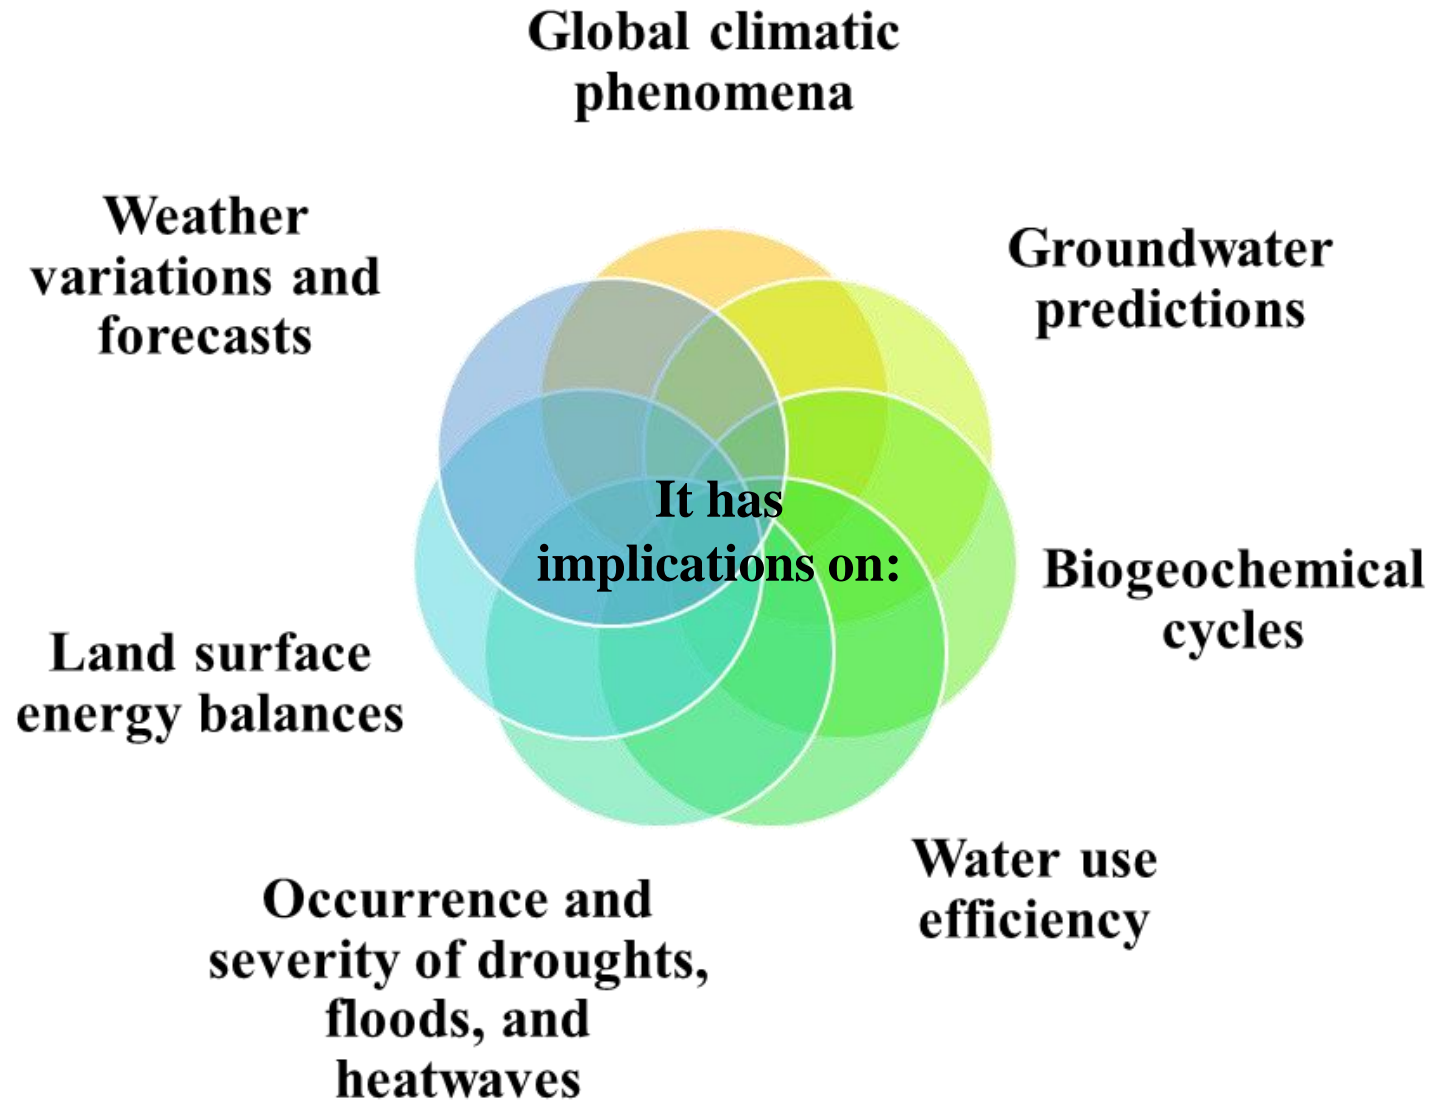 Global climatic
phenomena
Weather
variations and
forecasts
Groundwater
predictions
It has
implications on:
Biogeochemical
cycles
Land surface
energy balances
Water use
efficiency
Occurrence and
severity of droughts,
floods, and
heatwaves